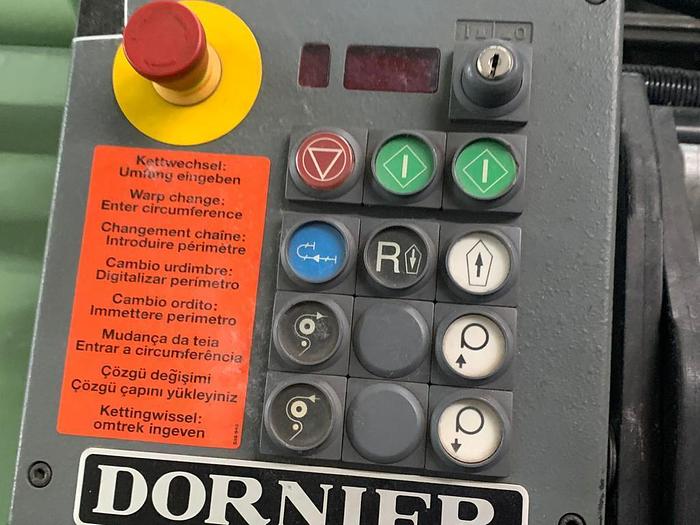 I I O
Kettwechsel:
Umfang eingeben
Warp change:
Enter circumference
Changement chaîne:
Introduire périmètre
Cambio urdimbre:
Digitalizar perímetro
Cambio ordito:
Immettere perimetro
Mudança da teia
Entrar a circumferência
Çözgü değişimi
Çözgü çapını yükleyiniz
Kettingwissel:
omtrek ingeven
I I
R
DORNIER